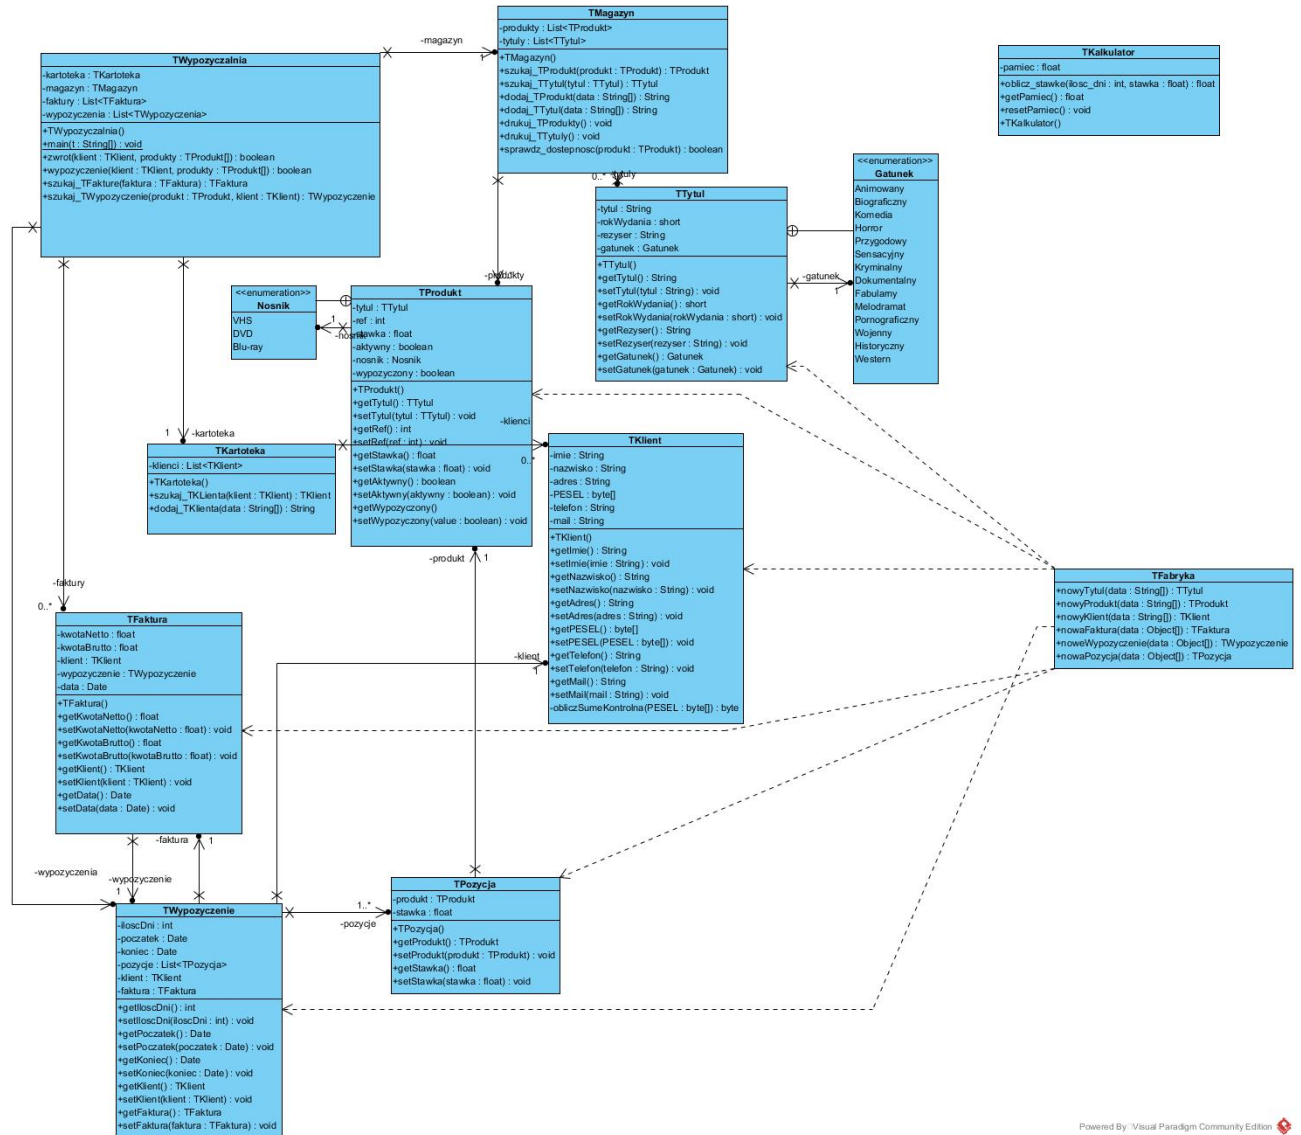 TMagazyn
-produkty : List<TProdukt>
-tytuly : List<TTytul>
+TMagazyn()
+szukaj_TProdukt(produkt : TProdukt) : TProdukt
+szukaj_TTytul(tytul : TTytul) : TTytul
+dodaj_TProdukt(data : String[]) : String
+dodaj_TTytul(data : String[]) : String
+drukuj_TProdukty() : void
+drukuj_TTytuly() : void
+sprawdz_dostepnosc(produkt : TProdukt) : boolean
-magazyn
1
TWypozyczalnia
-kartoteka : TKartoteka
-magazyn : TMagazyn
-faktury : List<TFaktura>
-wypozyczenia : List<TWypozyczenie>
+TWypozyczalnia()
+main(t : String[]) : void
+zwrot(klient : TKlient, produkty : TProdukt[]) : boolean
+wypozyczenie(klient : TKlient, produkty : TProdukt[]) : boolean
+szukaj_TFakture(faktura : TFaktura) : TFaktura
+szukaj_TWypozyczenie(produkt : TProdukt, klient : TKlient) : TWypozyczenie
TKalkulator
-pamiec : float
+oblicz_stawke(ilosc_dni : int, stawka : float) : float
+getPamiec() : float
+resetPamiec() : void
+TKalkulator()
0..*
TTytul
-tytul : String
-rokWydania : short
-rezyser : String
-gatunek : Gatunek
+TTytul()
+getTytul() : String
+setTytul(tytul : String) : void
+getRokWydania() : short
+setRokWydania(rokWydania : short) : void
+getRezyser() : String
+setRezyser(rezyser : String) : void
+getGatunek() : Gatunek
+setGatunek(gatunek : Gatunek) : void
-gatunek
1
<<enumeration>>
Gatunek
Animowany
Biograficzny
Komedia
Horror
Przygodowy
Sensacyjny
Kryminalny
Dokumentalny
Fabularny
Melodramat
Pornograficzny
Wojenny
Historyczny
Western
<<enumeration>>
Nosnik
VHS
DVD
Blu-ray
1
-nosnik
-produkty
TProdukt
-tytul : TTytul
-ref : int
-stawka : float
-aktywny : boolean
-nosnik : Nosnik
-wypozyczony : boolean
+TProdukt()
+getTytul() : TTytul
+setTytul(tytul : TTytul) : void
+getRef() : int
+setRef(ref : int) : void
+getStawka() : float
+setStawka(stawka : float) : void
+getAktywny() : boolean
+setAktywny(aktywny : boolean) : void
+getWypozyczony()
+setWypozyczony(value : boolean) : void
1
-kartoteka
TKartoteka
-klienci : List<TKlient>
+TKartoteka()
+szukaj_TKLienta(klient : TKlient) : TKlient
+dodaj_TKlienta(data : String[]) : String
-klienci
0..*
TKlient
-imie : String
-nazwisko : String
-adres : String
-PESEL : byte[]
-telefon : String
-mail : String
+TKlient()
+getImie() : String
+setImie(imie : String) : void
+getNazwisko() : String
+setNazwisko(nazwisko : String) : void
+getAdres() : String
+setAdres(adres : String) : void
+getPESEL() : byte[]
+setPESEL(PESEL : byte[]) : void
+getTelefon() : String
+setTelefon(telefon : String) : void
+getMail() : String
+setMail(mail : String) : void
-obliczSumeKontrolna(PESEL : byte[]) : byte
-produkt
1
-klient
1
TFabryka
+nowyTytul(data : String[]) : TTytul
+nowyProdukt(data : String[]) : TProdukt
+nowyKlient(data : String[]) : TKlient
+nowaFaktura(data : Object[]) : TFaktura
+noweWypozyczenie(data : Object[]) : TWypozyczenie
+nowaPozycja(data : Object[]) : TPozycja
-faktury
0..*
TFaktura
-kwotaNetto : float
-kwotaBrutto : float
-klient : TKlient
-wypozyczenie : TWypozyczenie
-data : Date
+TFaktura()
+getKwotaNetto() : float
+setKwotaNetto(kwotaNetto : float) : void
+getKwotaBrutto() : float
+setKwotaBrutto(kwotaBrutto : float) : void
+getKlient() : TKlient
+setKlient(klient : TKlient) : void
+getData() : Date
+setData(data : Date) : void
-faktura
1
-wypozyczenia
-wypozyczenie
1
TPozycja
-produkt : TProdukt
-stawka : float
+TPozycja()
+getProdukt() : TProdukt
+setProdukt(produkt : TProdukt) : void
+getStawka() : float
+setStawka(stawka : float) : void
1..*
-pozycje
TWypozyczenie
-iloscDni : int
-poczatek : Date
-koniec : Date
-pozycje : List<TPozycja>
-klient : TKlient
-faktura : TFaktura
+getIloscDni() : int
+setIloscDni(iloscDni : int) : void
+getPoczatek() : Date
+setPoczatek(poczatek : Date) : void
+getKoniec() : Date
+setKoniec(koniec : Date) : void
+getKlient() : TKlient
+setKlient(klient : TKlient) : void
+getFaktura() : TFaktura
+setFaktura(faktura : TFaktura) : void
Powered By Visual Paradigm Community Edition